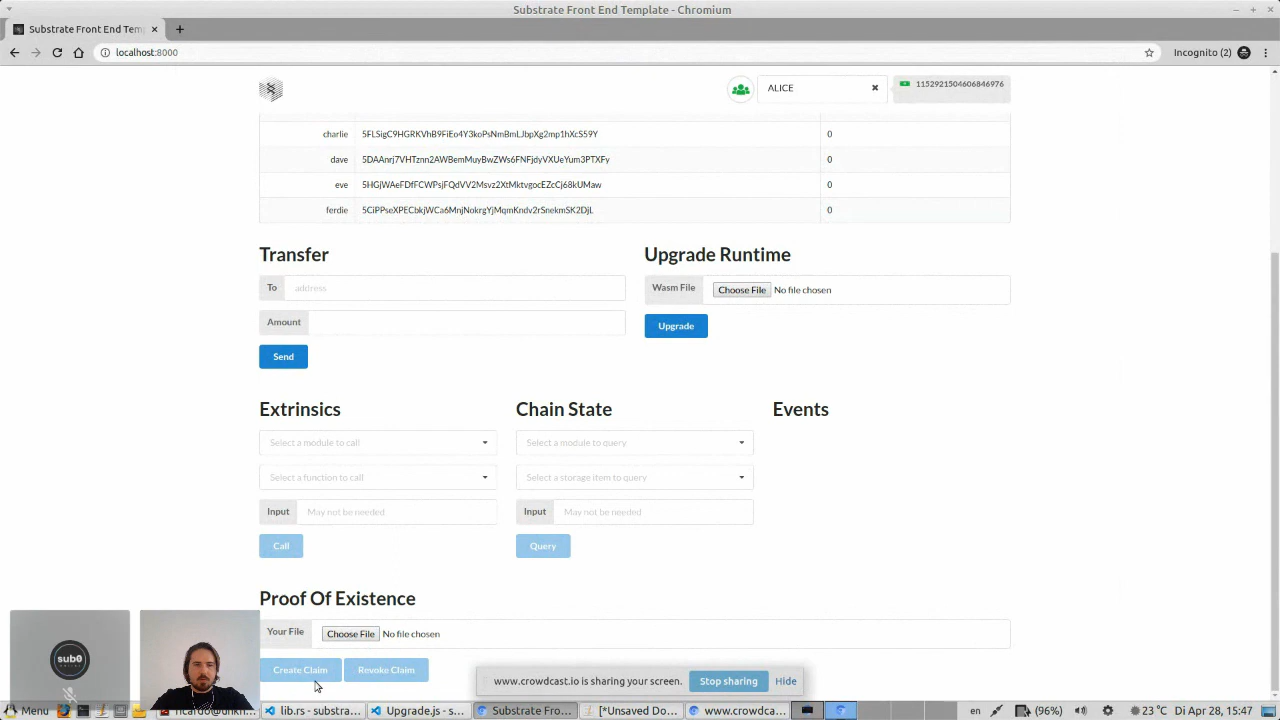 Substrate Front End Template - Chromium
Substrate Front End Tem
localhost:8000
Incognito (2)
ALICE
1152921504606846976
charlie 5FLSigC9HGRKVhB9FiEo4Y3koPsNmBmLJbpXg2mp1hXcS59Y 0
dave 5DAAnrj7VHTznn2AWBemMuyBwZWs6FNFjdyVXUeYum3PTXFy 0
eve 5HGjWAeFDfFCWPsjFQdVV2Msvz2XtMktvgocEZcCj68kUMaw 0
ferdie 5CiPPseXPECbkjWCa6MnjNokrgYjMqmKndv2rSnekmSK2DjL 0
Transfer
Upgrade Runtime
To address
Wasm File Choose File No file chosen
Amount
Upgrade
Send
Extrinsics
Chain State
Events
Select a module to call
Select a module to query
Select a function to call
Select a storage item to query
Input May not be needed
Input May not be needed
Call
Query
Proof Of Existence
Your File Choose File No file chosen
Create Claim Revoke Claim
sub0
www.crowdcast.io is sharing your screen. Stop sharing Hide
Menu
ricardo@unkn
lib.rs - substra...
Upgrade.js - s...
Substrate Fro...
[*Unsaved Do...
www.crowdca...
en (96%) 23 °C Di Apr 28, 15:47